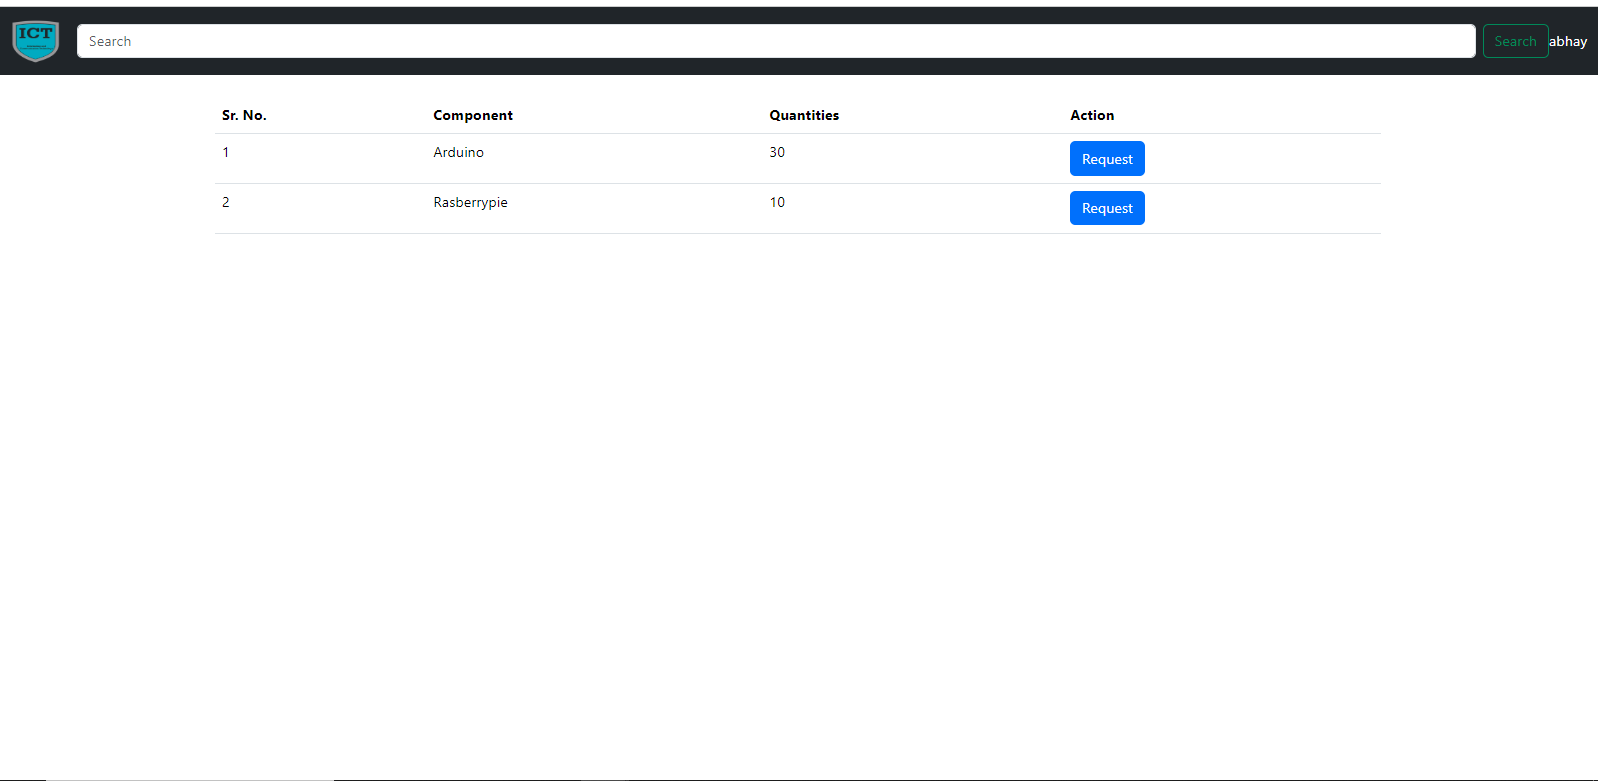 ICT
Search Search abhay
Sr. No. Component Quantities Action
1 Arduino 30 Request
2 Rasberrypie 10 Request